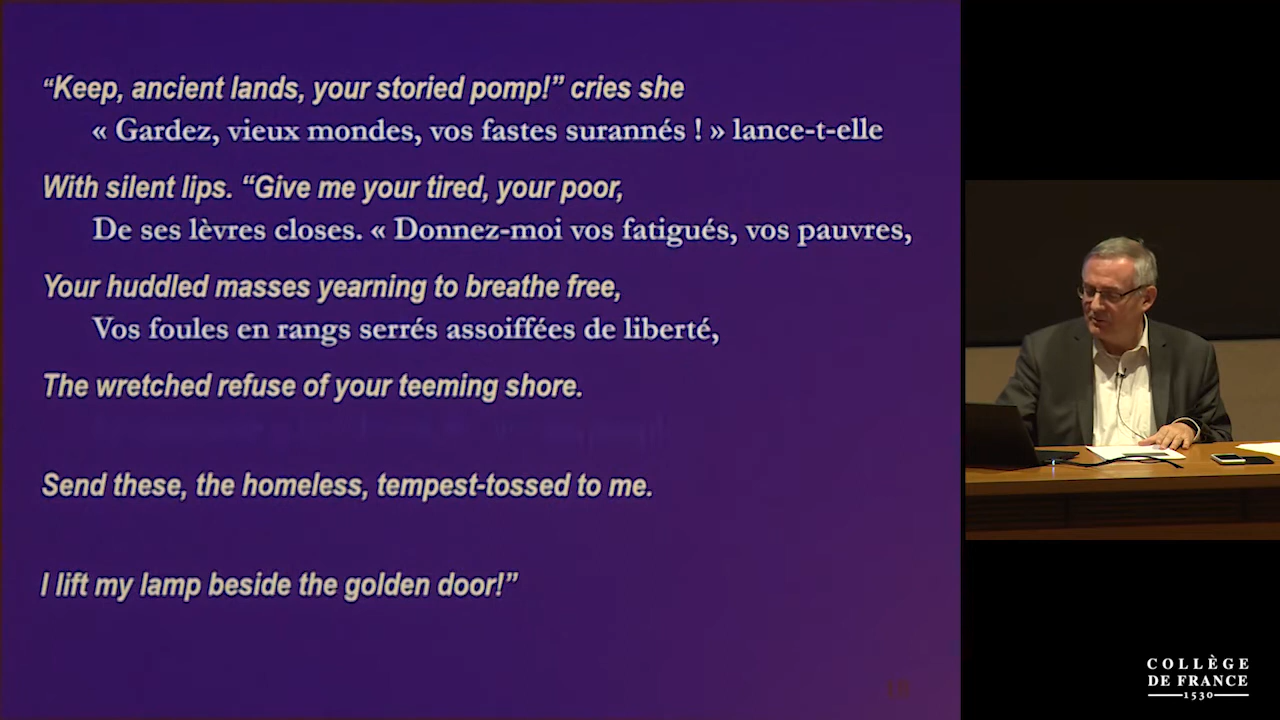 “Keep, ancient lands, your storied pomp!” cries she
« Gardez, vieux mondes, vos fastes surannés ! » lance-t-elle
With silent lips. “Give me your tired, your poor,
De ses lèvres closes. « Donnez-moi vos fatigués, vos pauvres,
Your huddled masses yearning to breathe free,
Vos foules en rangs serrés assoiffées de liberté,
The wretched refuse of your teeming shore.
Send these, the homeless, tempest-tossed to me.
I lift my lamp beside the golden door!”
COLLÈGE
DE FRANCE
1530